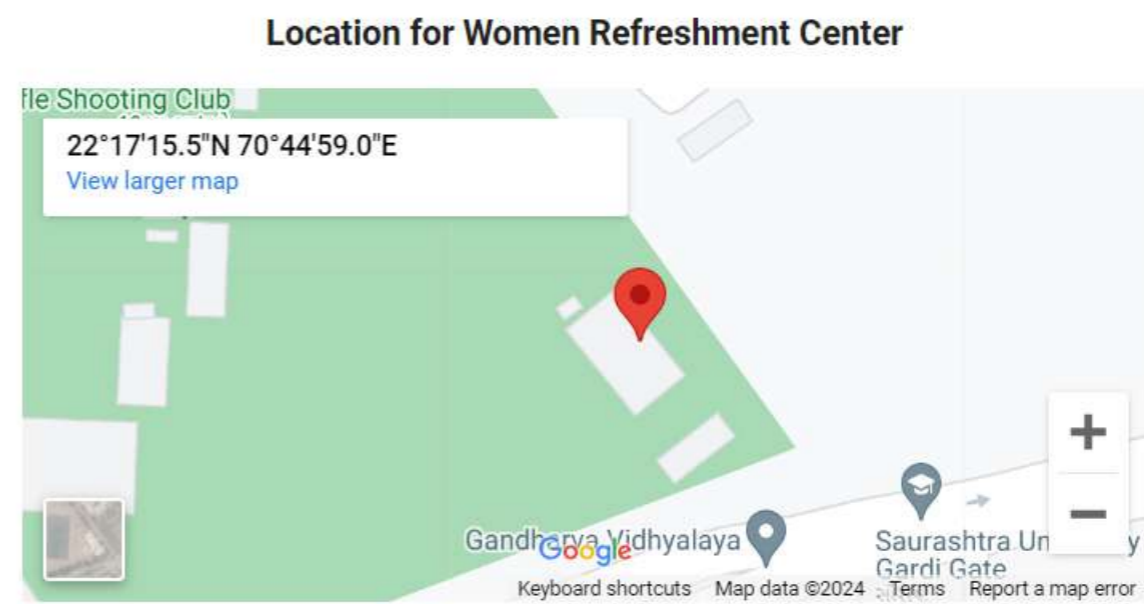 Location for Women Refreshment Center
fle Shooting Club
22°17'15.5"N 70°44'59.0"E
View larger map
Gandharva Vidhyalaya
Google
Saurashtra Un
y
Gardi Gate
Keyboard shortcuts Map data ©2024 Terms Report a map error